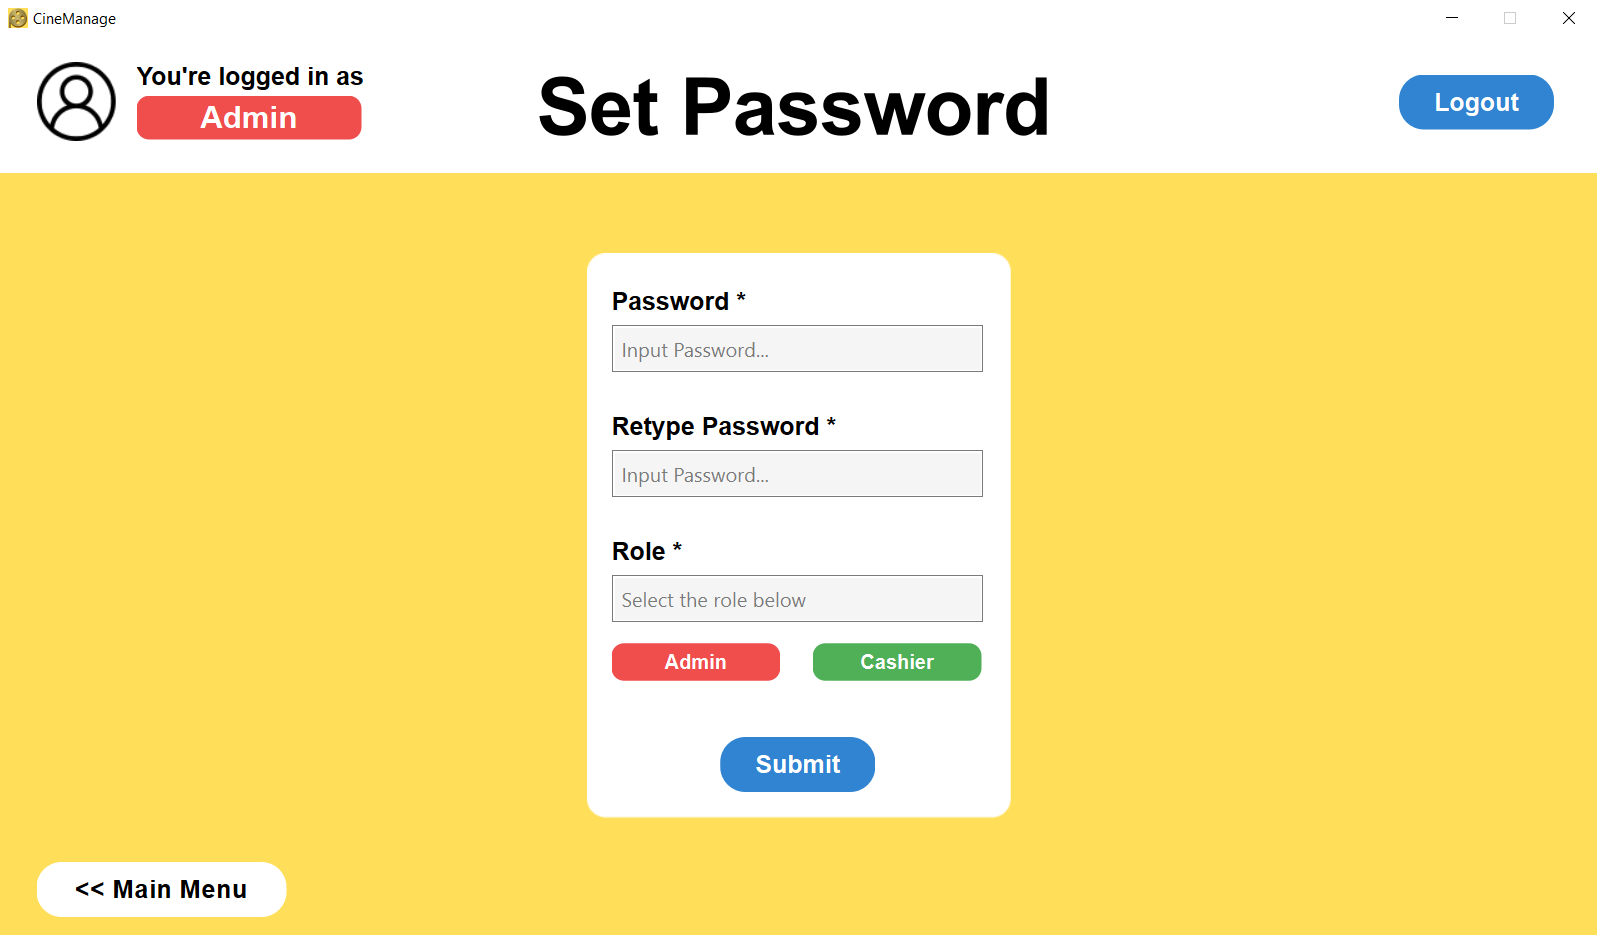 CineManage
You're logged in as
Admin
Set Password
Logout
Password *
Input Password...
Retype Password *
Input Password...
Role *
Select the role below
Admin
Cashier
Submit
<< Main Menu